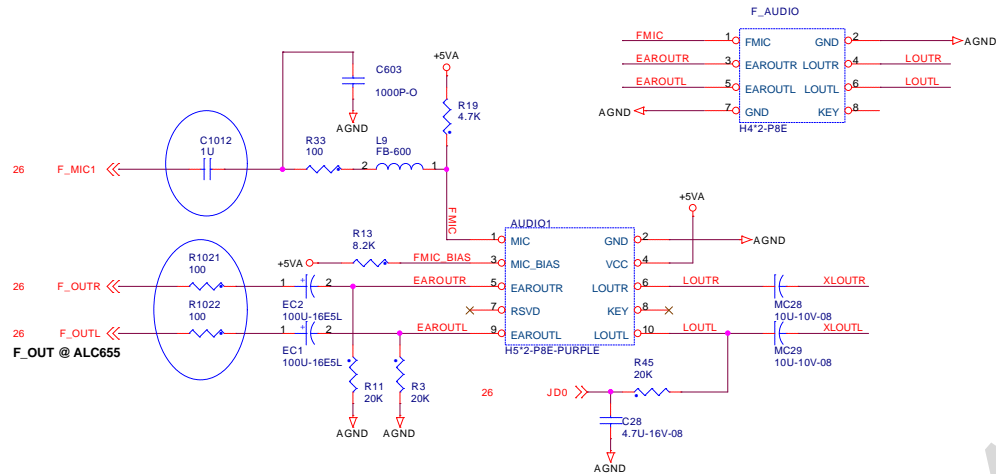 F_AUDIO
FMIC 1 FMIC GND 2 AGND
EAROUTR 3 EAROUTR LOUTR 4 LOUTR
EAROUTL 5 EAROUTL LOUTL 6 LOUTL
AGND 7 GND KEY 8
H4*2-P8E
C603
1000P-O
AGND
+5VA
R19
4.7K
C1012
1U
R33
100
L9
FB-600
2 1
26 F_MIC1
FMIC
+5VA
AUDIO1
1 MIC GND 2 AGND
R13
8.2K
+5VA FMIC_BIAS 3 MIC_BIAS VCC 4
R1021
100
26 F_OUTR 1 2 EAROUTR 5 EAROUTR LOUTR 6 LOUTR XLOUTR
EC2
100U-16E5L
MC28
10U-10V-08
7 RSVD KEY 8
R1022
100
26 F_OUTL 1 2 EAROUTL 9 EAROUTL LOUTL 10 LOUTL XLOUTL
F_OUT @ ALC655
EC1
100U-16E5L
H5*2-P8E-PURPLE
MC29
10U-10V-08
R11
20K
R3
20K
AGND AGND
R45
20K
26 JD0
C28
4.7U-16V-08
AGND